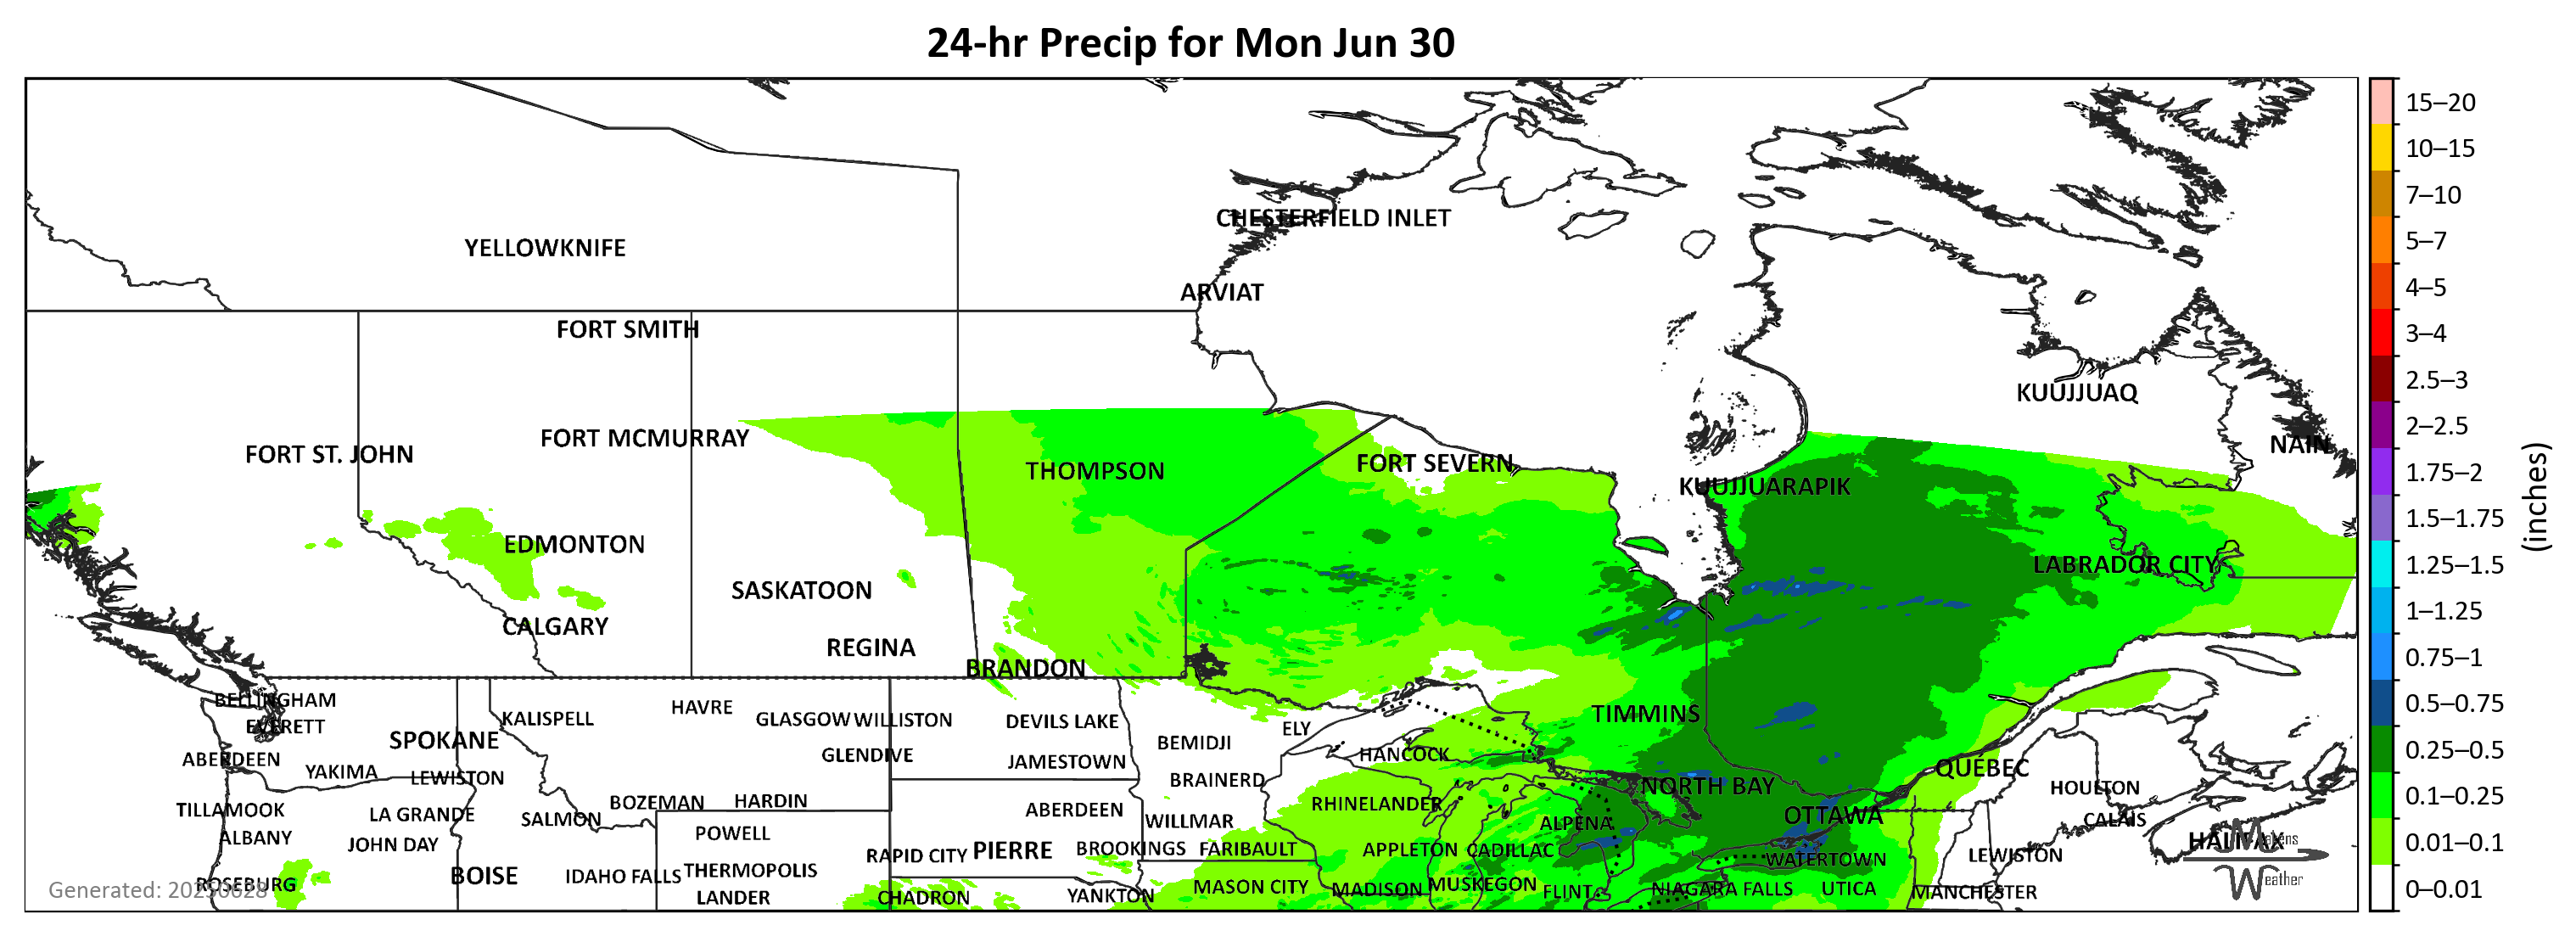 24-hr Precip for Mon Jun 30
CHESTERFIELD INLET
YELLOWKNIFE
ARVIAT
FORT SMITH
KUUJJUAQ
FORT MCMURRAY
NAIN
FORT ST. JOHN
FORT SEVERN
THOMPSON
KUUJJUARAPIK
EDMONTON
LABRADOR CITY
SASKATOON
CALGARY
REGINA
BRANDON
BELLINGHAM
HAVRE
KALISPELL
GLASGOW WILLISTON
DEVILS LAKE
TIMMINS
EVERETT
ELY
SPOKANE
BEMIDJI
GLENDIVE
HANCOCK
ABERDEEN
JAMESTOWN
QUÉBEC
YAKIMA
LEWISTON
BRAINERD
NORTH BAY
HOULTON
BOZEMAN
HARDIN
RHINELANDER
TILLAMOOK
LA GRANDE
ABERDEEN
OTTAWA
SALMON
WILLMAR
ALPENA
CALAIS
POWELL
ALBANY
JOHN DAY
HALIFAX
RAPID CITY PIERRE
BROOKINGS FARIBAULT
APPLETON CADILLAC
WATERTOWN
LEWISTON
BOISE
IDAHO FALLS
THERMOPOLIS
ROSEBURG
MASON CITY
MADISON
MUSKEGON
FLINT
NIAGARA FALLS
UTICA
MANCHESTER
LANDER
CHADRON
YANKTON
Generated: 20250628
Makens
Weather
15–20
10–15
7–10
5–7
4–5
3–4
2.5–3
2–2.5
1.75–2
1.5–1.75
1.25–1.5
1–1.25
0.75–1
0.5–0.75
0.25–0.5
0.1–0.25
0.01–0.1
0–0.01
(inches)